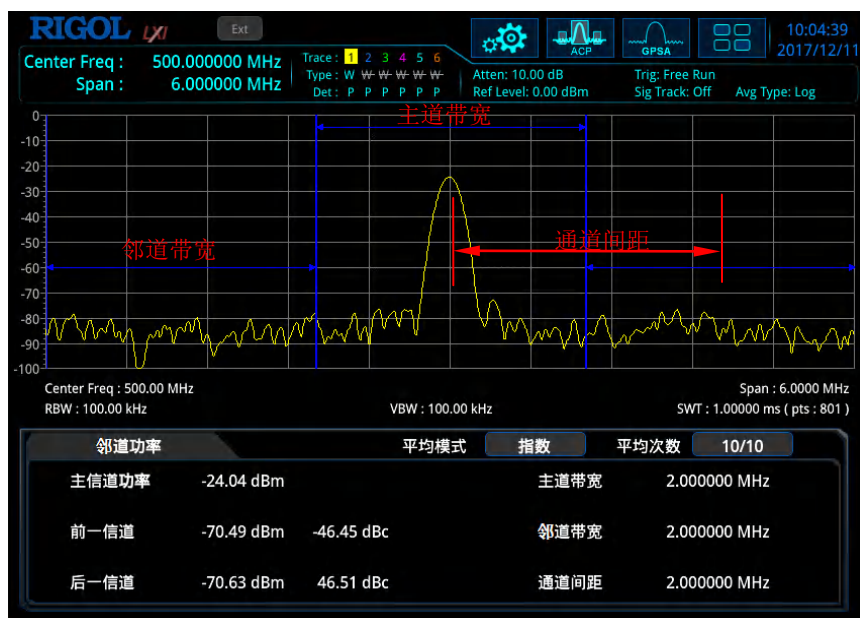 RIGOL LXI Ext ACP GPSA 10:04:39
2017/12/11
Center Freq : 500.000000 MHz
Span : 6.000000 MHz
Trace : 1 2 3 4 5 6
Type : W W W W W W
Det : P P P P P P
Atten: 10.00 dB
Ref Level: 0.00 dBm
Trig: Free Run
Sig Track: Off Avg Type: Log
主道带宽
邻道带宽
通道间距
0
-10
-20
-30
-40
-50
-60
-70
-80
-90
-100
Center Freq : 500.00 MHz Span : 6.0000 MHz
RBW : 100.00 kHz VBW : 100.00 kHz SWT : 1.00000 ms ( pts : 801 )
邻道功率 平均模式 指数 平均次数 10/10
主信道功率 -24.04 dBm 主道带宽 2.000000 MHz
前一信道 -70.49 dBm -46.45 dBc 邻道带宽 2.000000 MHz
后一信道 -70.63 dBm 46.51 dBc 通道间距 2.000000 MHz